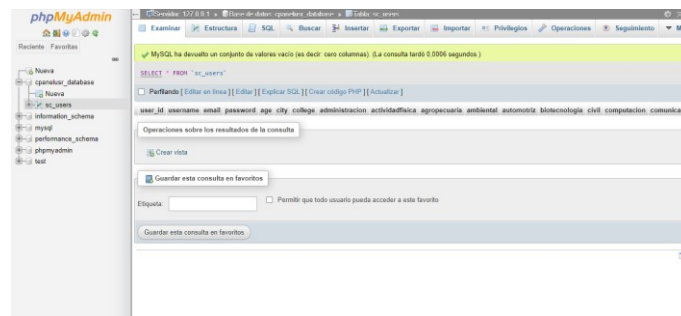 phpMyAdmin
Reciente Favoritas
Nueva
cpaneluxr_database
Nueva
sc_users
information_schema
mysql
performance_schema
phpmyadmin
test
Servidor: 127.0.0.1 » Base de datos: cpaneluxr_database » Tabla: sc_users
Examinar Estructura SQL Buscar Insertar Exportar Importar Privilegios Operaciones Seguimiento
MySQL ha devuelto un conjunto de valores vacío (es decir: cero columnas). (La consulta tardó 0,0006 segundos.)
SELECT * FROM `sc_users`
Perfilando [ Editar en línea ] [ Editar ] [ Explicar SQL ] [ Crear código PHP ] [ Actualizar ]
user_id username email password age city college administracion actividadfisica agropecuaria ambiental automotriz biotecnologia civil computacion comunica
Operaciones sobre los resultados de la consulta
Crear vista
Guardar esta consulta en favoritos
Etiqueta: Permitir que todo usuario pueda acceder a este favorito
Guardar esta consulta en favoritos